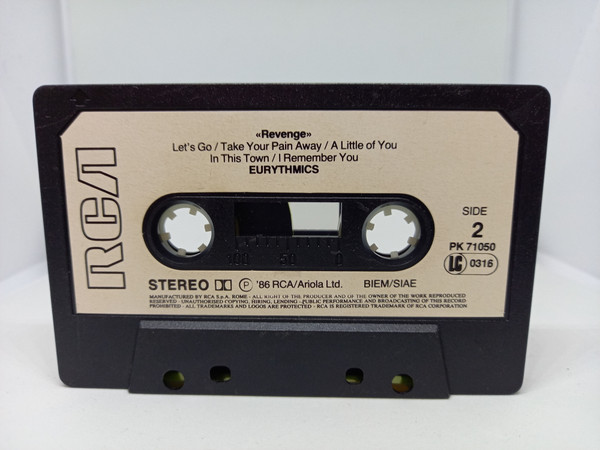 RCA
«Revenge»
Let's Go / Take Your Pain Away / A Little of You
In This Town / I Remember You
EURYTHMICS
SIDE
2
PK 71050
LC 0316
100 50 0
STEREO ℗ '86 RCA/Ariola Ltd. BIEM/SIAE
MANUFACTURED BY RCA S.p.A. ROME - ALL RIGHT OF THE PRODUCER AND OF THE OWNER OF THE WORK REPRODUCED
RESERVED - UNAUTHORISED COPYING, HIRING, LENDING - PUBLIC PERFORMANCE AND BROADCASTING OF THIS RECORD
PROHIBITED - ALL TRADEMARKS AND LOGOS ARE PROTECTED - RCA IS REGISTERED TRADEMARK OF RCA CORPORATION